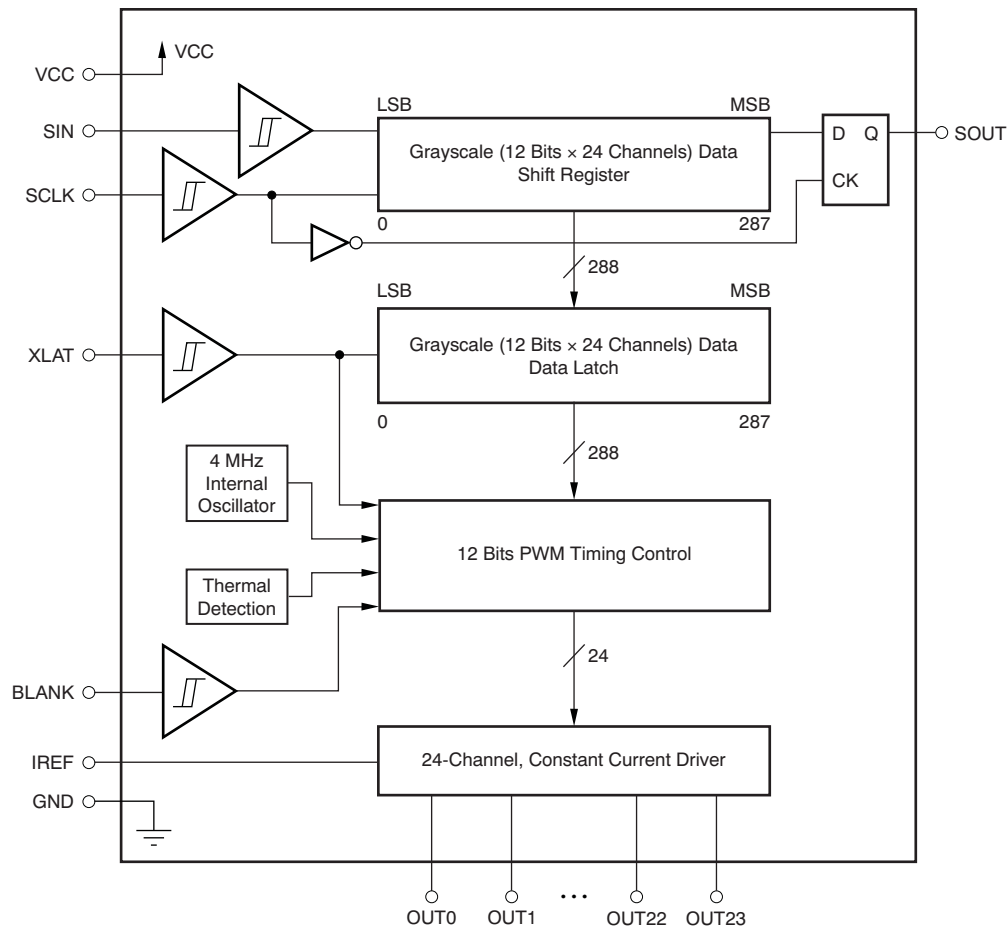 VCC
VCC
SIN
LSB
MSB
Grayscale (12 Bits × 24 Channels) Data
Shift Register
D
Q
SOUT
SCLK
CK
0
287
288
LSB
MSB
XLAT
Grayscale (12 Bits × 24 Channels) Data
Data Latch
0
287
288
4 MHz
Internal
Oscillator
12 Bits PWM Timing Control
Thermal
Detection
24
BLANK
IREF
24-Channel, Constant Current Driver
GND
OUT0
OUT1
...
OUT22
OUT23